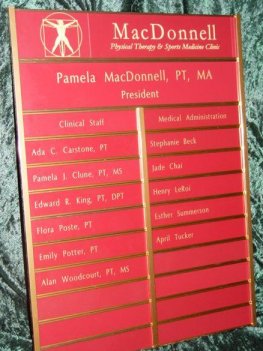 MacDonnell
Physical Therapy & Sports Medicine Clinic
Pamela MacDonnell, PT, MA
President
Clinical Staff
Ada C. Carstone, PT
Pamela J. Clune, PT, MS
Edward R. King, PT, DPT
Flora Poste, PT
Emily Potter, PT
Alan Woodcourt, PT, MS
Medical Administration
Stephanie Beck
Jade Chai
Henry LeRoi
Esther Summerson
April Tucker